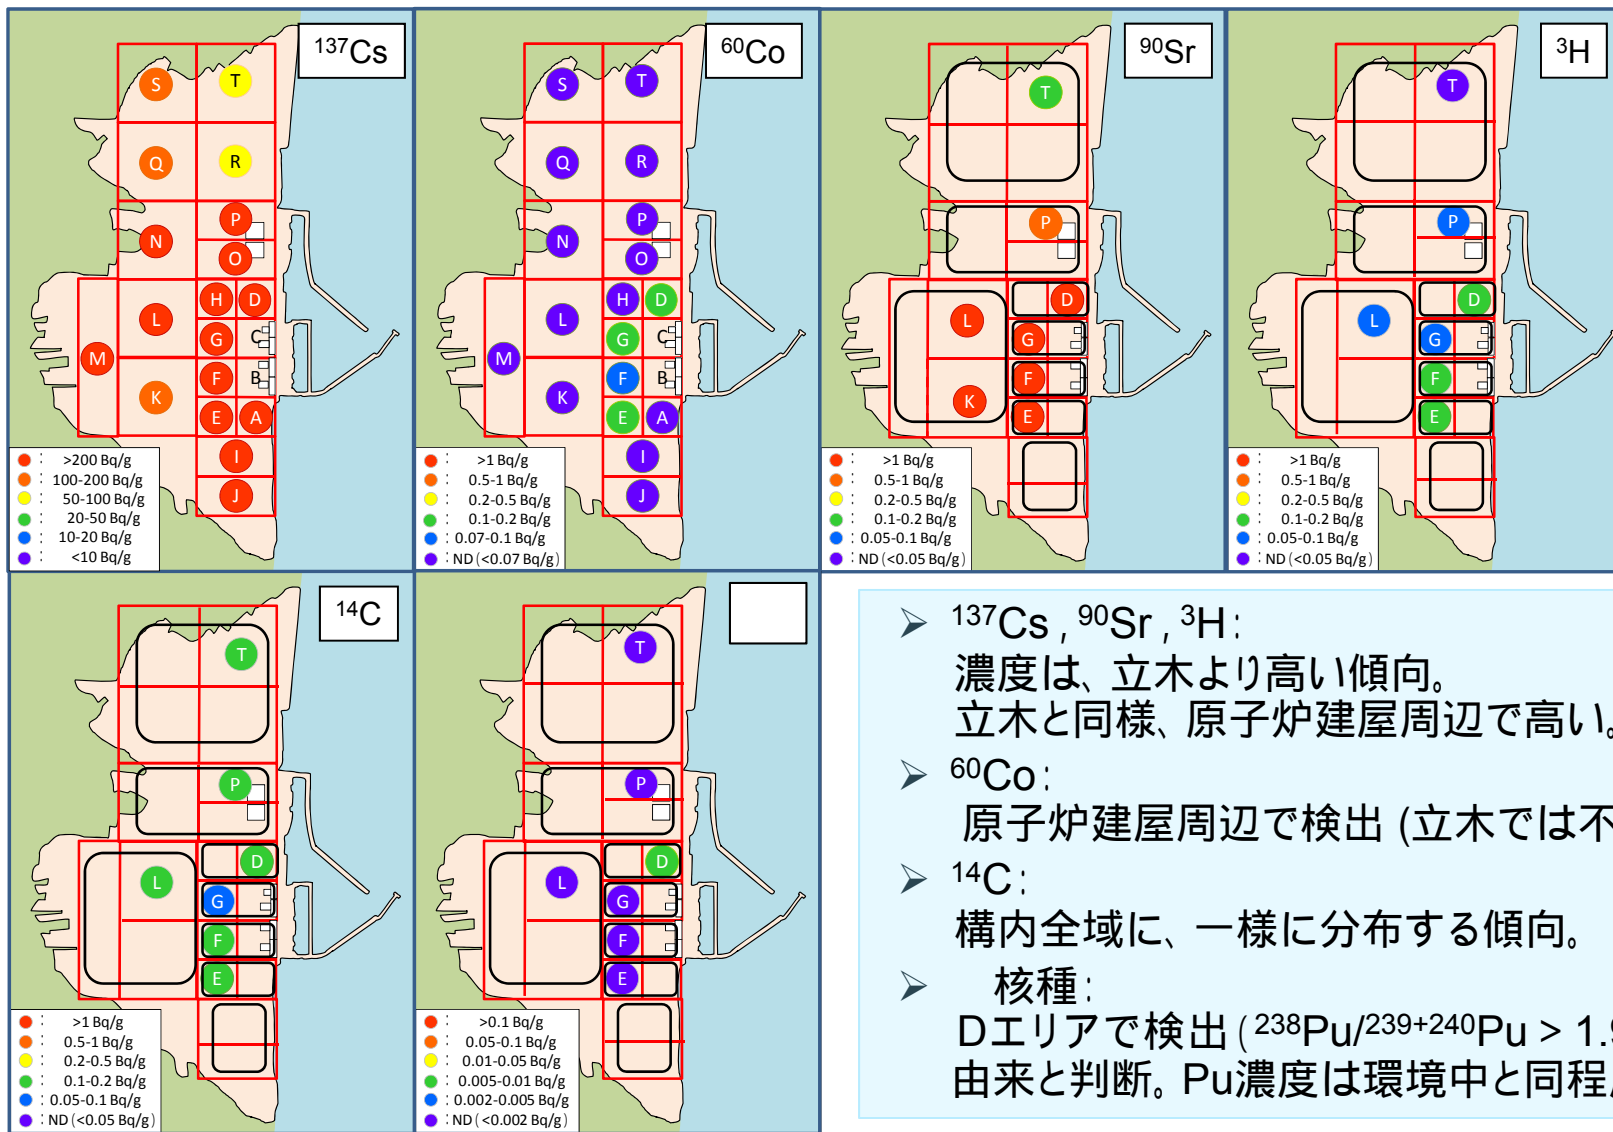 137Cs
S
T
Q
R
P
N
O
H
D
L
G
C
M
F
B
K
E
A
I
J
: >200 Bq/g
: 100-200 Bq/g
: 50-100 Bq/g
: 20-50 Bq/g
: 10-20 Bq/g
: <10 Bq/g
60Co
S
T
Q
R
P
N
O
H
D
L
G
C
M
F
B
K
E
A
I
J
: >1 Bq/g
: 0.5-1 Bq/g
: 0.2-0.5 Bq/g
: 0.1-0.2 Bq/g
: 0.07-0.1 Bq/g
: ND (<0.07 Bq/g)
90Sr
T
P
D
L
G
F
K
E
: >1 Bq/g
: 0.5-1 Bq/g
: 0.2-0.5 Bq/g
: 0.1-0.2 Bq/g
: 0.05-0.1 Bq/g
: ND (<0.05 Bq/g)
3H
T
P
D
L
G
F
E
: >1 Bq/g
: 0.5-1 Bq/g
: 0.2-0.5 Bq/g
: 0.1-0.2 Bq/g
: 0.05-0.1 Bq/g
: ND (<0.05 Bq/g)
14C
T
P
D
L
G
F
E
: >1 Bq/g
: 0.5-1 Bq/g
: 0.2-0.5 Bq/g
: 0.1-0.2 Bq/g
: 0.05-0.1 Bq/g
: ND (<0.05 Bq/g)
T
P
D
L
G
F
E
: >0.1 Bq/g
: 0.05-0.1 Bq/g
: 0.01-0.05 Bq/g
: 0.005-0.01 Bq/g
: 0.002-0.005 Bq/g
: ND (<0.002 Bq/g)
➢ 137Cs , 90Sr , 3H :
濃度は、立木より高い傾向。
立木と同様、原子炉建屋周辺で高い。
➢ 60Co :
原子炉建屋周辺で検出 (立木では不
➢ 14C :
構内全域に、一様に分布する傾向。
➢ 核種 :
Dエリアで検出 ( 238Pu/239+240Pu > 1.9
由来と判断。Pu濃度は環境中と同程